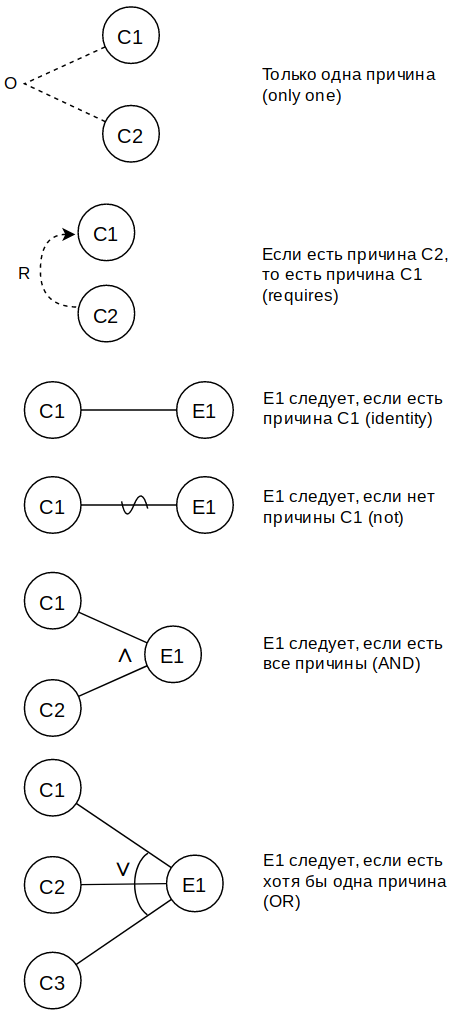 C1
O
C2
Только одна причина
(only one)
C1
R
C2
Если есть причина C2,
то есть причина C1
(requires)
C1
E1
E1 следует, если есть
причина C1 (identity)
C1
E1
E1 следует, если нет
причины C1 (not)
C1
∧
E1
C2
E1 следует, если есть
все причины (AND)
C1
∨
C2
E1
C3
E1 следует, если есть
хотя бы одна причина
(OR)